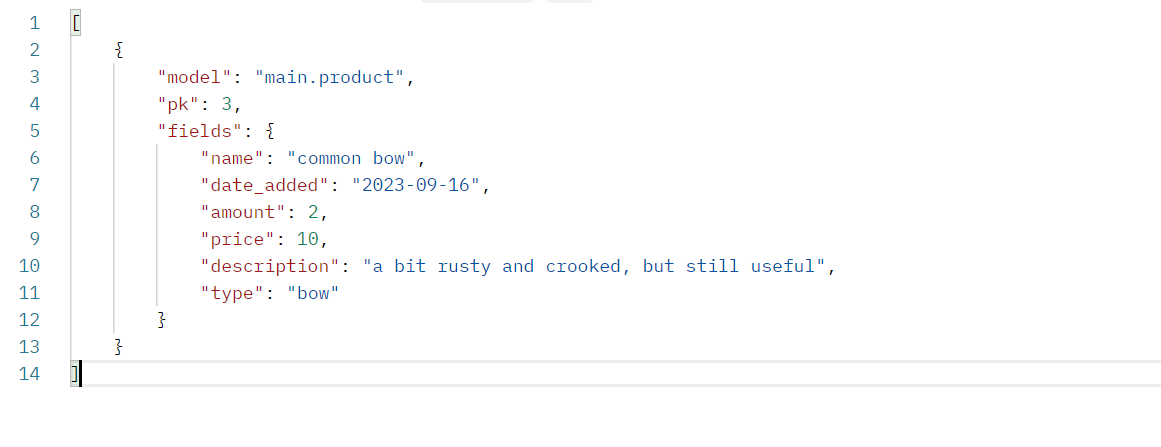 1 [
2     {
3         "model": "main.product",
4         "pk": 3,
5         "fields": {
6             "name": "common bow",
7             "date_added": "2023-09-16",
8             "amount": 2,
9             "price": 10,
10             "description": "a bit rusty and crooked, but still useful",
11             "type": "bow"
12         }
13     }
14 ]